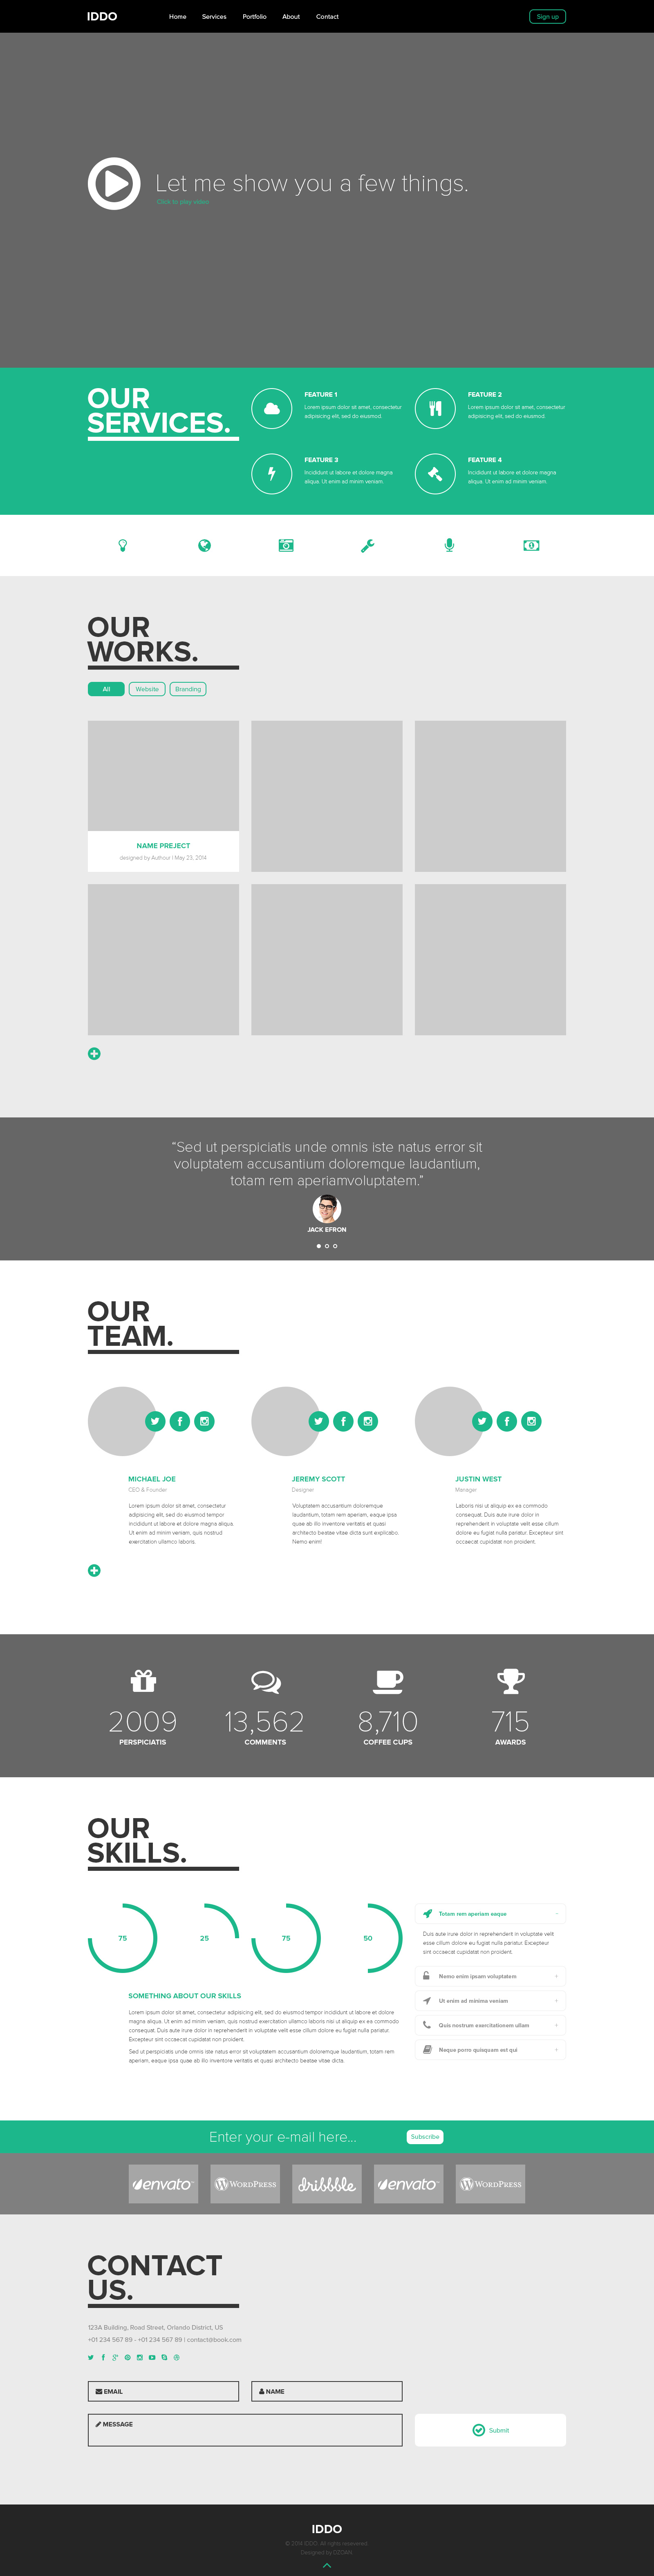 IDDO
Home Services Portfolio About Contact
Sign up
Let me show you a few things.
Click to play video
OUR
SERVICES.
FEATURE 1
Lorem ipsum dolor sit amet, consectetur
adipisicing elit, sed do eiusmod.
FEATURE 2
Lorem ipsum dolor sit amet, consectetur
adipisicing elit, sed do eiusmod.
FEATURE 3
Incididunt ut labore et dolore magna
aliqua. Ut enim ad minim veniam.
FEATURE 4
Incididunt ut labore et dolore magna
aliqua. Ut enim ad minim veniam.
OUR
WORKS.
All Website Branding
NAME PREJECT
designed by Authour | May 23, 2014
“Sed ut perspiciatis unde omnis iste natus error sit
voluptatem accusantium doloremque laudantium,
totam rem aperiamvoluptatem.”
JACK EFRON
OUR
TEAM.
MICHAEL JOE
CEO & Founder
Lorem ipsum dolor sit amet, consectetur
adipisicing elit, sed do eiusmod tempor
incididunt ut labore et dolore magna aliqua.
Ut enim ad minim veniam, quis nostrud
exercitation ullamco laboris.
JEREMY SCOTT
Designer
Voluptatem accusantium doloremque
laudantium, totam rem aperiam, eaque ipsa
quae ab illo inventore veritatis et quasi
architecto beatae vitae dicta sunt explicabo.
Nemo enim!
JUSTIN WEST
Manager
Laboris nisi ut aliquip ex ea commodo
consequat. Duis aute irure dolor in
reprehenderit in voluptate velit esse cillum
dolore eu fugiat nulla pariatur. Excepteur sint
occaecat cupidatat non proident.
2009
PERSPICIATIS
13,562
COMMENTS
8,710
COFFEE CUPS
715
AWARDS
OUR
SKILLS.
75
25
75
50
SOMETHING ABOUT OUR SKILLS
Lorem ipsum dolor sit amet, consectetur adipisicing elit, sed do eiusmod tempor incididunt ut labore et dolore
magna aliqua. Ut enim ad minim veniam, quis nostrud exercitation ullamco laboris nisi ut aliquip ex ea commodo
consequat. Duis aute irure dolor in reprehenderit in voluptate velit esse cillum dolore eu fugiat nulla pariatur.
Excepteur sint occaecat cupidatat non proident.
Sed ut perspiciatis unde omnis iste natus error sit voluptatem accusantium doloremque laudantium, totam rem
aperiam, eaque ipsa quae ab illo inventore veritatis et quasi architecto beatae vitae dicta.
Totam rem aperiam eaque -
Duis aute irure dolor in reprehenderit in voluptate velit
esse cillum dolore eu fugiat nulla pariatur. Excepteur
sint occaecat cupidatat non proident.
Nemo enim ipsam voluptatem +
Ut enim ad minima veniam +
Quis nostrum exercitationem ullam +
Neque porro quisquam est qui +
Enter your e-mail here...
Subscribe
envato WORDPRESS dribbble envato WORDPRESS
CONTACT
US.
123A Building, Road Street, Orlando District, US
+01 234 567 89 - +01 234 567 89 | contact@book.com
EMAIL
NAME
MESSAGE
Submit
IDDO
© 2014 IDDO. All rights resevered